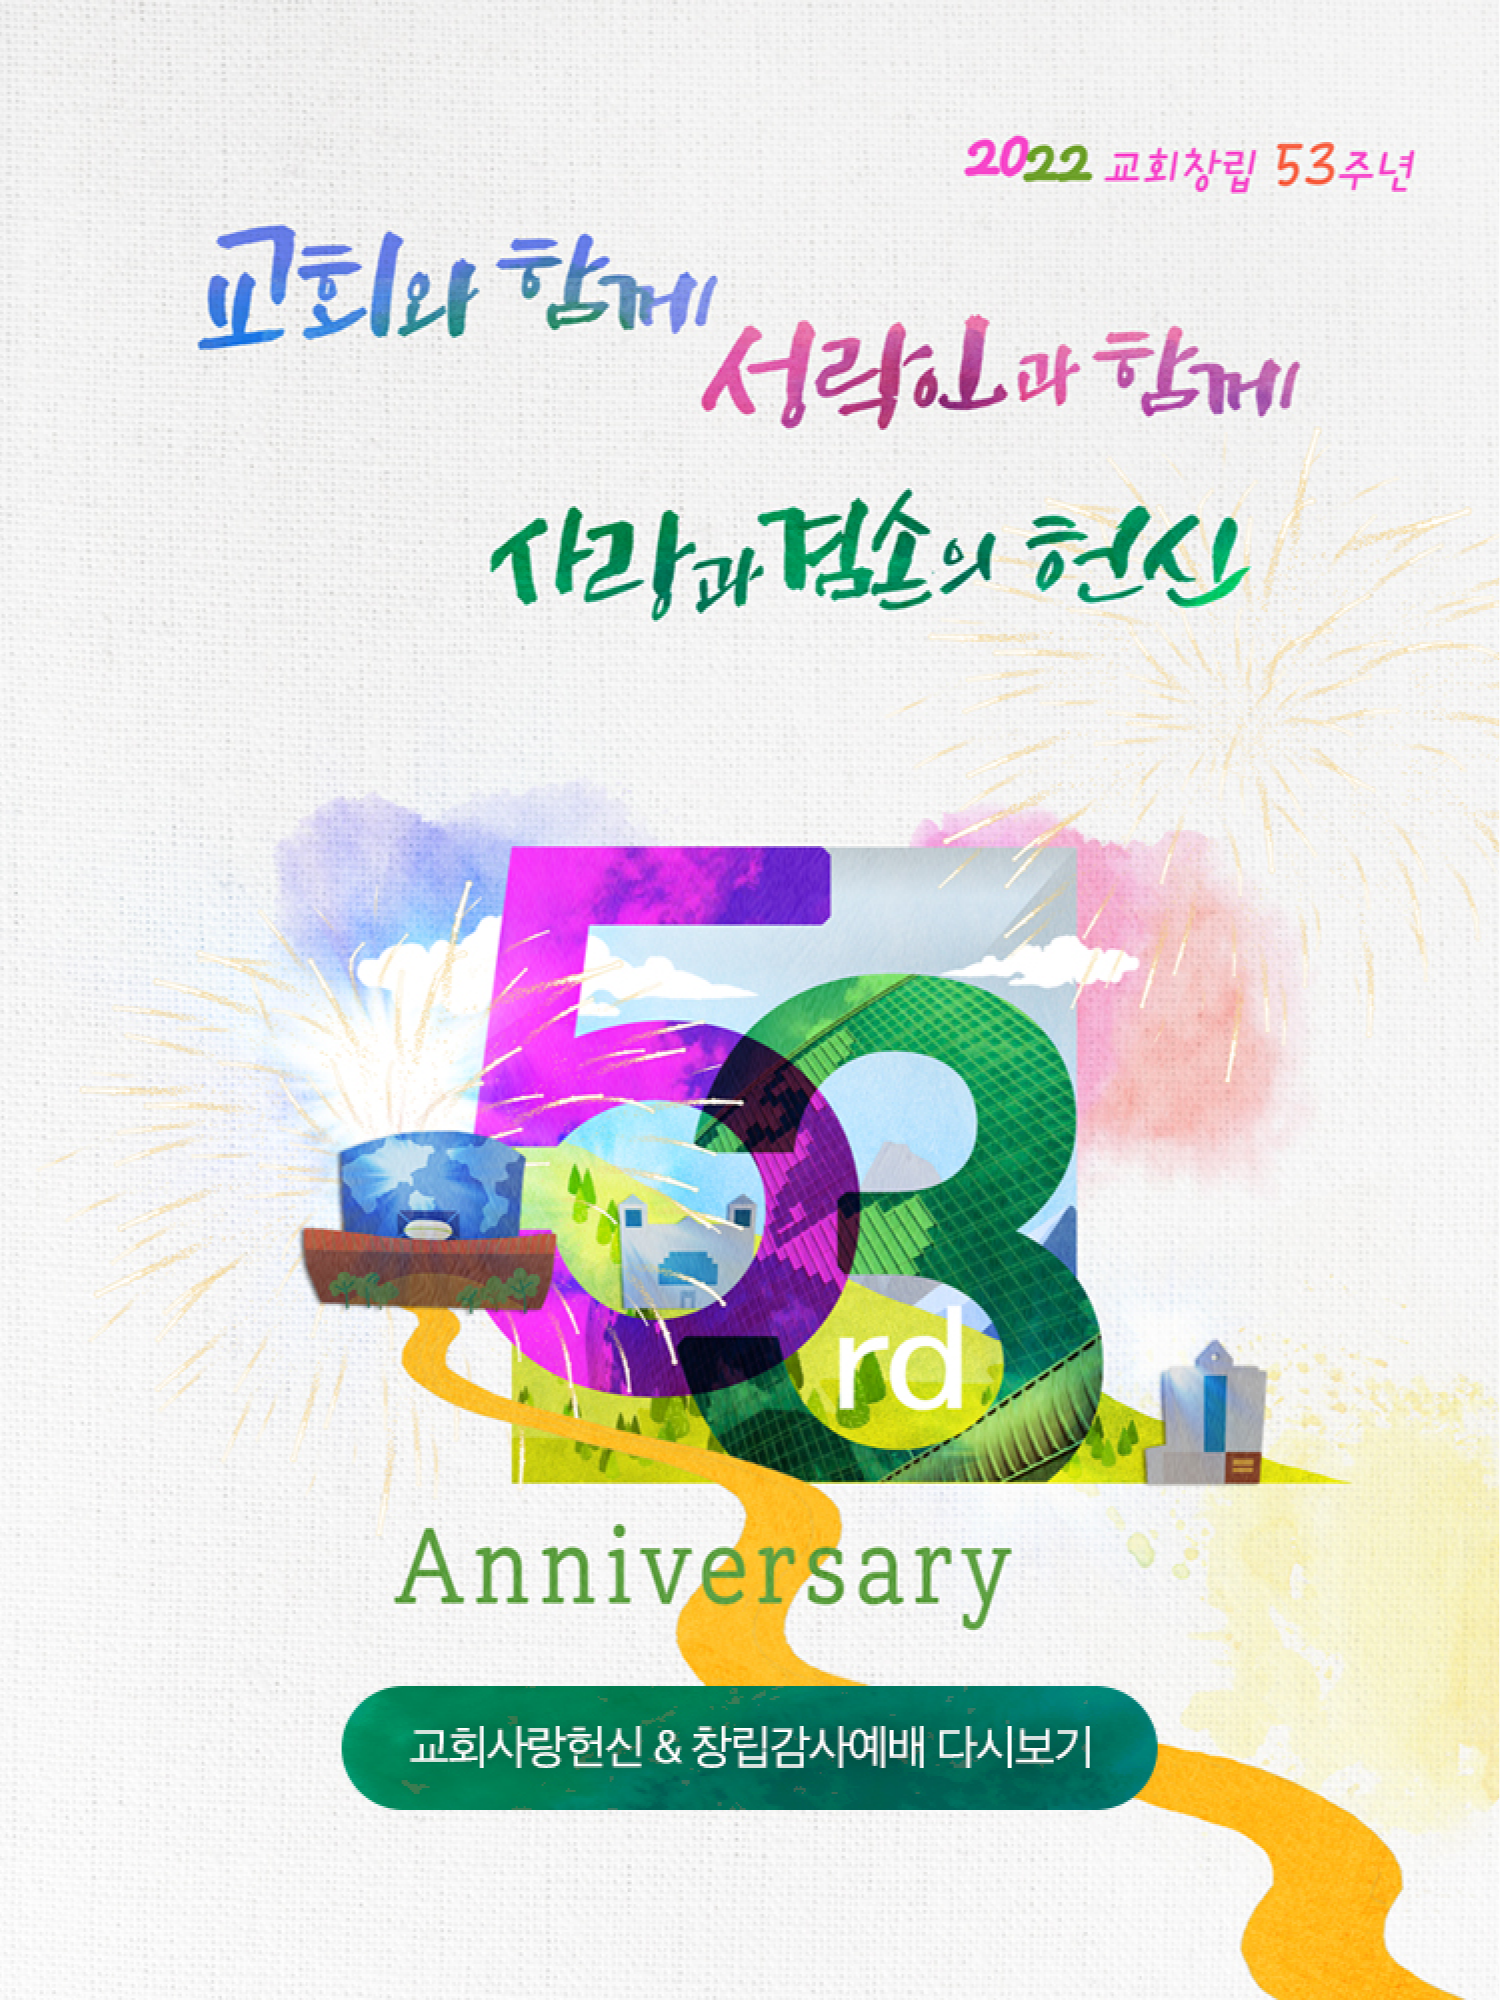 2022 교회창립 53주년
교회와 함께
성락인과 함께
사랑과 겸손의 헌신
53
rd
Anniversary
교회사랑헌신 & 창립감사예배 다시보기